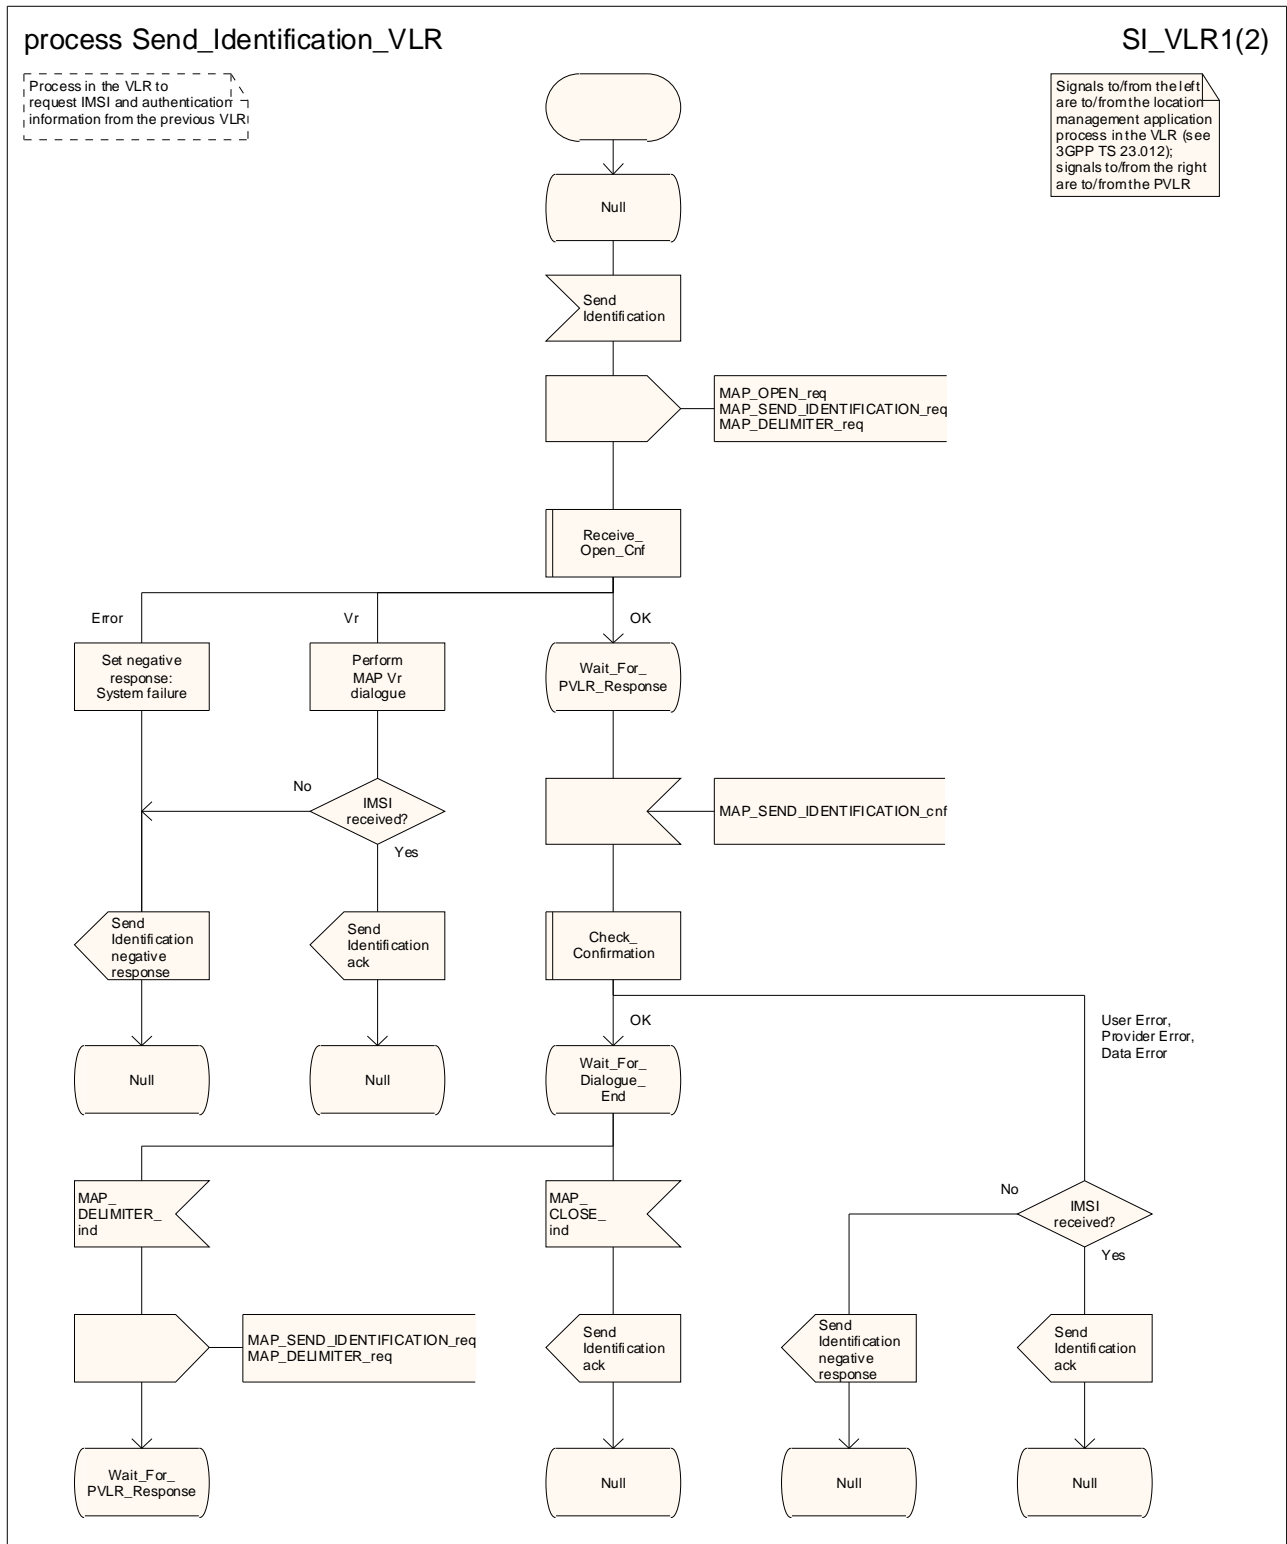 process Send_Identification_VLR
SI_VLR1(2)
Process in the VLR to
request IMSI and authentication
information from the previous VLR
Signals to/from the left
are to/from the location
management application
process in the VLR (see
3GPP TS 23.012);
signals to/from the right
are to/from the PVLR
Null
Send
Identification
MAP_OPEN_req
MAP_SEND_IDENTIFICATION_req
MAP_DELIMITER_req
Receive_
Open_Cnf
Error
Vr
OK
Set negative
response:
System failure
Perform
MAP Vr
dialogue
Wait_For_
PVLR_Response
No
IMSI
received?
Yes
MAP_SEND_IDENTIFICATION_cnf
Send
Identification
negative
response
Send
Identification
ack
Check_
Confirmation
OK
User Error,
Provider Error,
Data Error
Null
Null
Wait_For_
Dialogue_
End
MAP_
DELIMITER_
ind
MAP_
CLOSE_
ind
No
IMSI
received?
Yes
MAP_SEND_IDENTIFICATION_req
MAP_DELIMITER_req
Send
Identification
ack
Send
Identification
negative
response
Send
Identification
ack
Wait_For_
PVLR_Response
Null
Null
Null